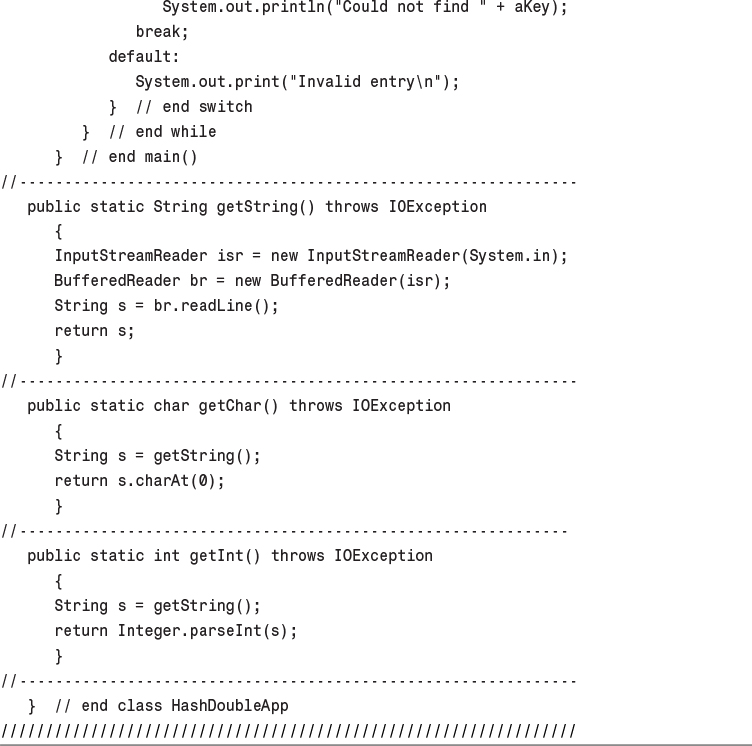 System.out.println("Could not find " + aKey);
               break;
            default:
               System.out.print("Invalid entry\n");
            }  // end switch
         }  // end while
      }  // end main()
//--------------------------------------------------------------
   public static String getString() throws IOException
      {
      InputStreamReader isr = new InputStreamReader(System.in);
      BufferedReader br = new BufferedReader(isr);
      String s = br.readLine();
      return s;
      }
//--------------------------------------------------------------
   public static char getChar() throws IOException
      {
      String s = getString();
      return s.charAt(0);
      }
//-------------------------------------------------------------
   public static int getInt() throws IOException
      {
      String s = getString();
      return Integer.parseInt(s);
      }
//--------------------------------------------------------------
   }  // end class HashDoubleApp
////////////////////////////////////////////////////////////////